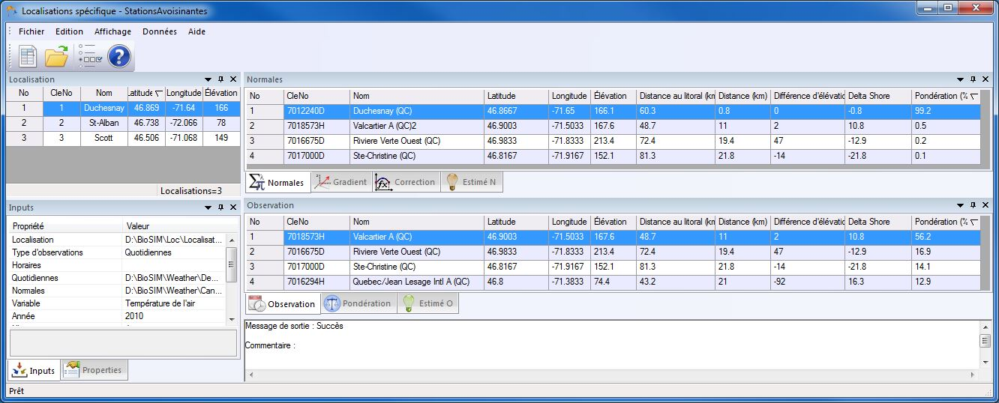 Localisations spécifique - StationsAvoisinantes
Fichier Edition Affichage Données Aide
Localisation
No CleNo Nom Latitude Longitude Élévation
1 1 Duchesnay 46.869 -71.64 166
2 2 St-Alban 46.738 -72.066 78
3 3 Scott 46.506 -71.068 149
Localisations=3
Normales
No CleNo Nom Latitude Longitude Élévation Distance au litoral (km) Distance (km) Différence d'élévatio Delta Shore Pondération (%
1 7012240D Duchesnay (QC) 46.8667 -71.65 166.1 60.3 0.8 0 -0.8 99.2
2 7018573H Valcartier A (QC)2 46.9003 -71.5033 167.6 48.7 11 2 10.8 0.5
3 7016675D Riviere Verte Ouest (QC) 46.9833 -71.8333 213.4 72.4 19.4 47 -12.9 0.2
4 7017000D Ste-Christine (QC) 46.8167 -71.9167 152.1 81.3 21.8 -14 -21.8 0.1
Normales Gradient Correction Estimé N
Inputs
Propriété Valeur
Localisation D:\BioSIM\Loc\Localisat...
Type d'observations Quotidiennes
Horaires
Quotidiennes D:\BioSIM\Weather\De...
Normales D:\BioSIM\Weather\Can...
Variable Température de l'air
Année 2010
Inputs Properties
Observation
No CleNo Nom Latitude Longitude Élévation Distance au litoral (km Distance (km) Différence d'élévatio Delta Shore Pondération (%
1 7018573H Valcartier A (QC) 46.9003 -71.5033 167.6 48.7 11 2 10.8 56.2
2 7016675D Riviere Verte Ouest (QC) 46.9833 -71.8333 213.4 72.4 19.4 47 -12.9 16.9
3 7017000D Ste-Christine (QC) 46.8167 -71.9167 152.1 81.3 21.8 -14 -21.8 14.1
4 7016294H Quebec/Jean Lesage Intl A (QC) 46.8 -71.3833 74.4 43.2 21 -92 16.3 12.9
Observation Pondération Estimé O
Message de sortie : Succès
Commentaire :
Prêt